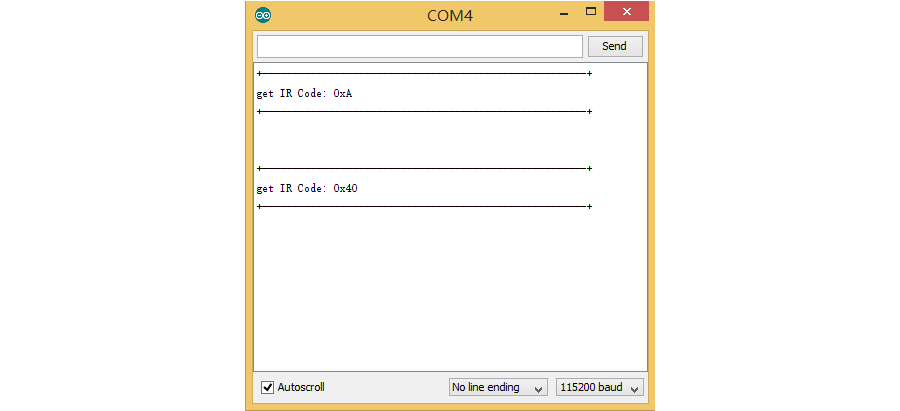 COM4
Send
+————————————————————+
get IR Code: 0xA
+————————————————————+
+————————————————————+
get IR Code: 0x40
+————————————————————+
Autoscroll
No line ending
115200 baud